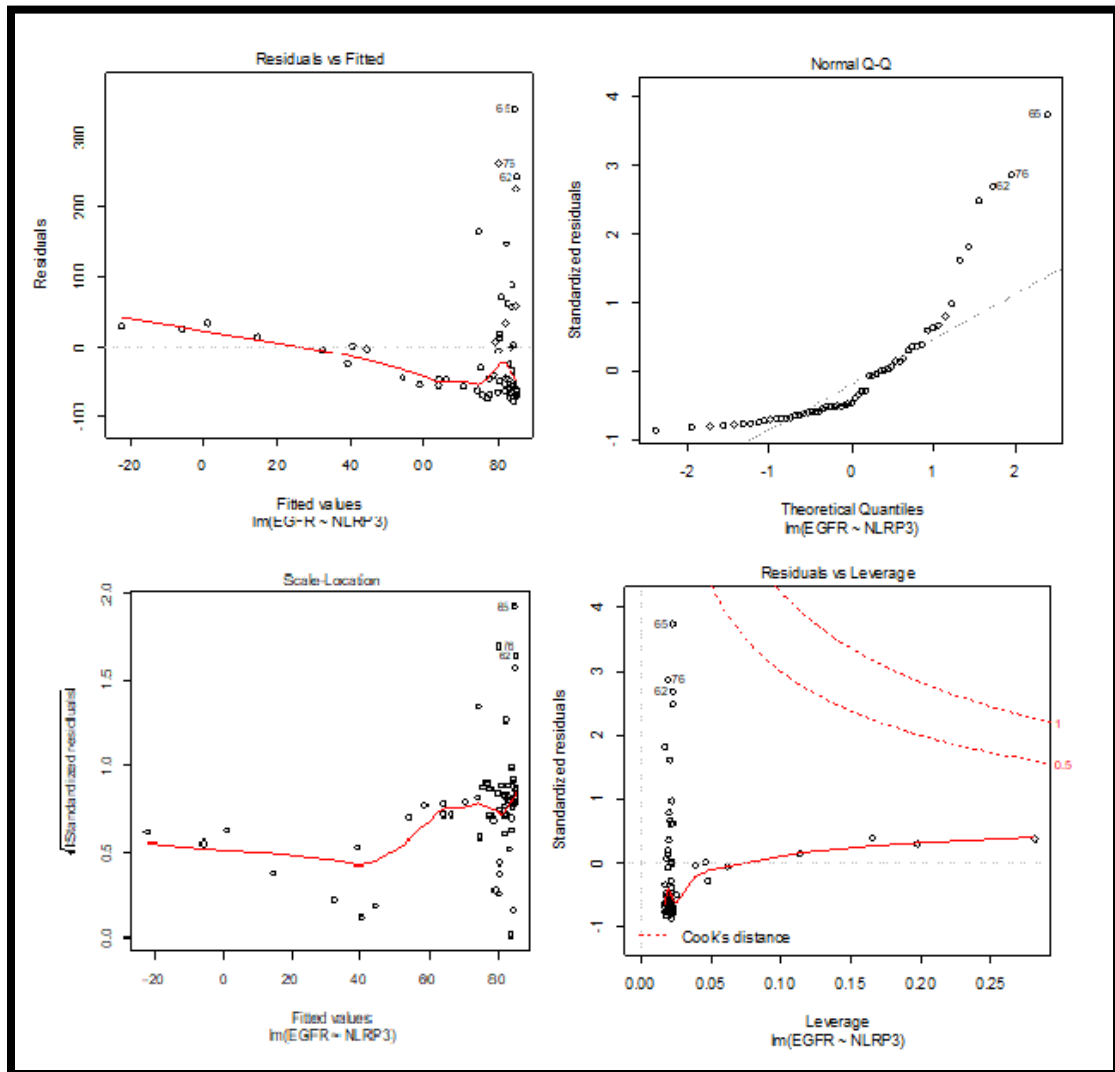 Residuals vs Fitted
Residuals
-100 0 100 200 300
65
75
62
-20 0 20 40 00 80
Fitted values
lm(EGFR ~ NLRP3)
Normal Q-Q
Standardized residuals
-1 0 1 2 3 4
65
76
62
-2 -1 0 1 2
Theoretical Quantiles
lm(EGFR ~ NLRP3)
Scale-Location
√|Standardized residuals|
0.0 0.5 1.0 1.5 2.0
65
76
62
-20 0 20 40 60 80
Fitted values
lm(EGFR ~ NLRP3)
Residuals vs Leverage
Standardized residuals
-1 0 1 2 3 4
65
76
62
1
0.5
Cook's distance
0.00 0.05 0.10 0.15 0.20 0.25
Leverage
lm(EGFR ~ NLRP3)